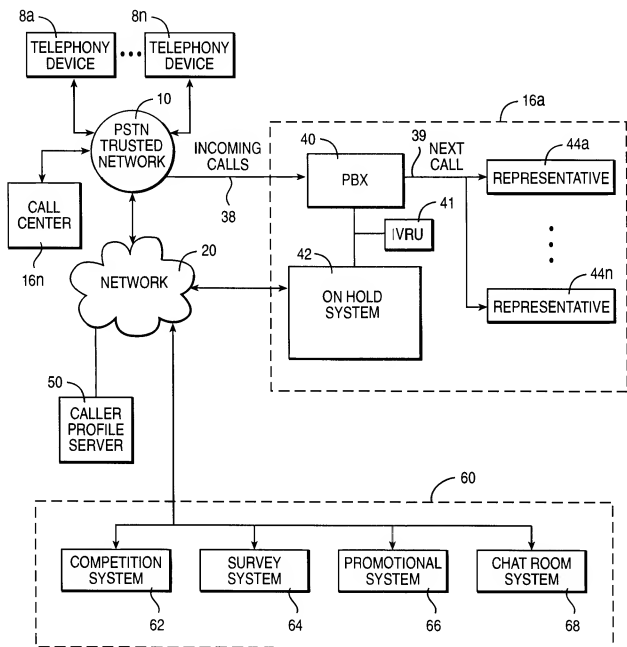 8a
8n
TELEPHONY
DEVICE
TELEPHONY
DEVICE
10
PSTN
TRUSTED
NETWORK
INCOMING
CALLS
38
16a
40
PBX
39
NEXT
CALL
44a
REPRESENTATIVE
41
IVRU
CALL
CENTER
16n
20
NETWORK
42
ON HOLD
SYSTEM
44n
REPRESENTATIVE
50
CALLER
PROFILE
SERVER
60
COMPETITION
SYSTEM
62
SURVEY
SYSTEM
64
PROMOTIONAL
SYSTEM
66
CHAT ROOM
SYSTEM
68